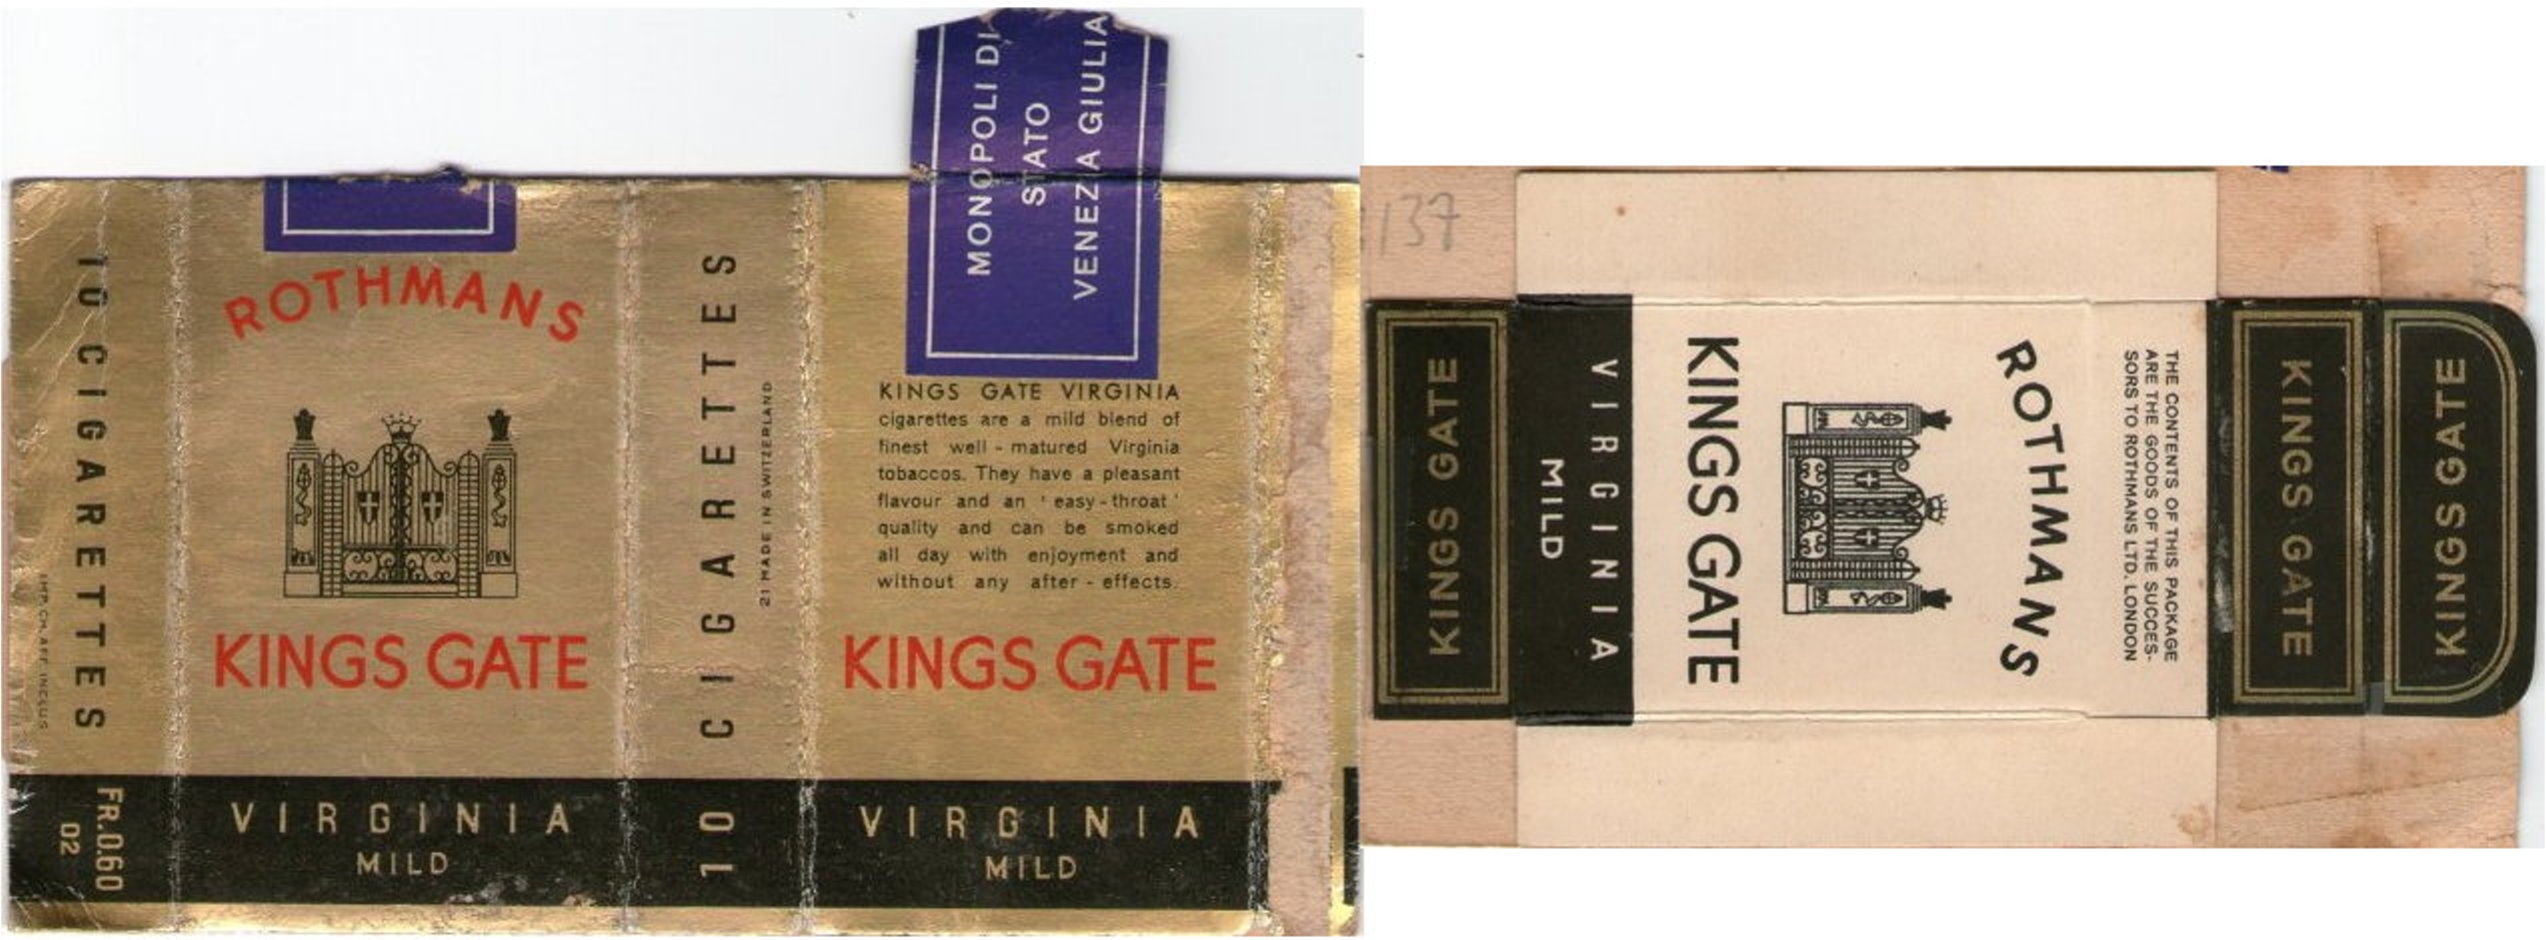 10 CIGARETTES
IMP. CH. AFF. INCLUS
FR.0.60
02
ROTHMANS
KINGS GATE
VIRGINIA
MILD
10 CIGARETTES
21 MADE IN SWITZERLAND
MONOPOLI DI
STATO
VENEZIA GIULIA
KINGS GATE VIRGINIA
cigarettes are a mild blend of
finest well - matured Virginia
tobaccos. They have a pleasant
flavour and an ' easy - throat '
quality and can be smoked
all day with enjoyment and
without any after - effects.
KINGS GATE
VIRGINIA
MILD
137
KINGS GATE
THE CONTENTS OF THIS PACKAGE
ARE THE GOODS OF THE SUCCES-
SORS TO ROTHMANS LTD. LONDON
ROTHMANS
KINGS GATE
VIRGINIA
MILD
KINGS GATE
KINGS GATE